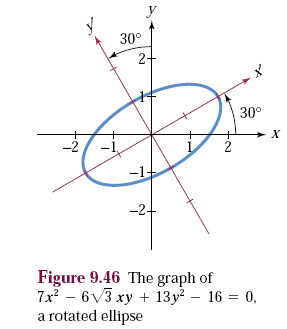 y
y′
30°
2
x′
1
30°
-2 -1 1 2 x
-1
-2
Figure 9.46 The graph of
7x² − 6√3 xy + 13y² − 16 = 0,
a rotated ellipse